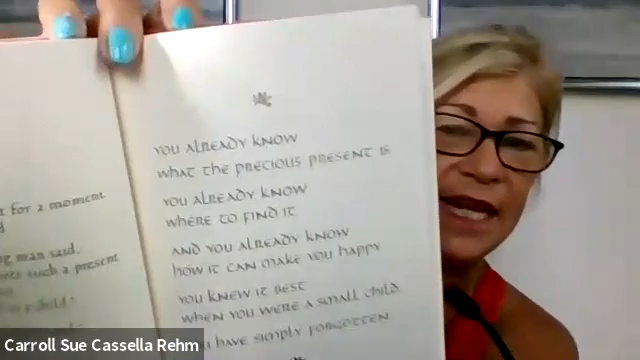 t for a moment
g man said.
such a present
child."
You already know
what the precious present is
You already know
where to find it
And you already know
how it can make you happy
You knew it best
when you were a small child
have simply forgotten
Carroll Sue Cassella Rehm